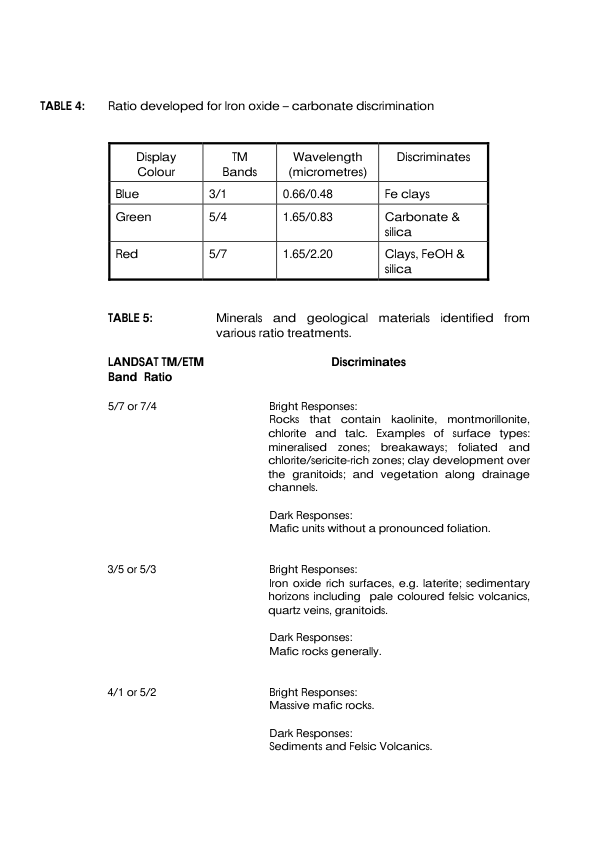 TABLE 4: Ratio developed for Iron oxide – carbonate discrimination
Display Colour TM Bands Wavelength (micrometres) Discriminates
Blue 3/1 0.66/0.48 Fe clays
Green 5/4 1.65/0.83 Carbonate & silica
Red 5/7 1.65/2.20 Clays, FeOH & silica
TABLE 5: Minerals and geological materials identified from
various ratio treatments.
LANDSAT TM/ETM Discriminates
Band Ratio
5/7 or 7/4 Bright Responses:
Rocks that contain kaolinite, montmorillonite,
chlorite and talc. Examples of surface types:
mineralised zones; breakaways; foliated and
chlorite/sericite-rich zones; clay development over
the granitoids; and vegetation along drainage
channels.
Dark Responses:
Mafic units without a pronounced foliation.
3/5 or 5/3 Bright Responses:
Iron oxide rich surfaces, e.g. laterite; sedimentary
horizons including pale coloured felsic volcanics,
quartz veins, granitoids.
Dark Responses:
Mafic rocks generally.
4/1 or 5/2 Bright Responses:
Massive mafic rocks.
Dark Responses:
Sediments and Felsic Volcanics.